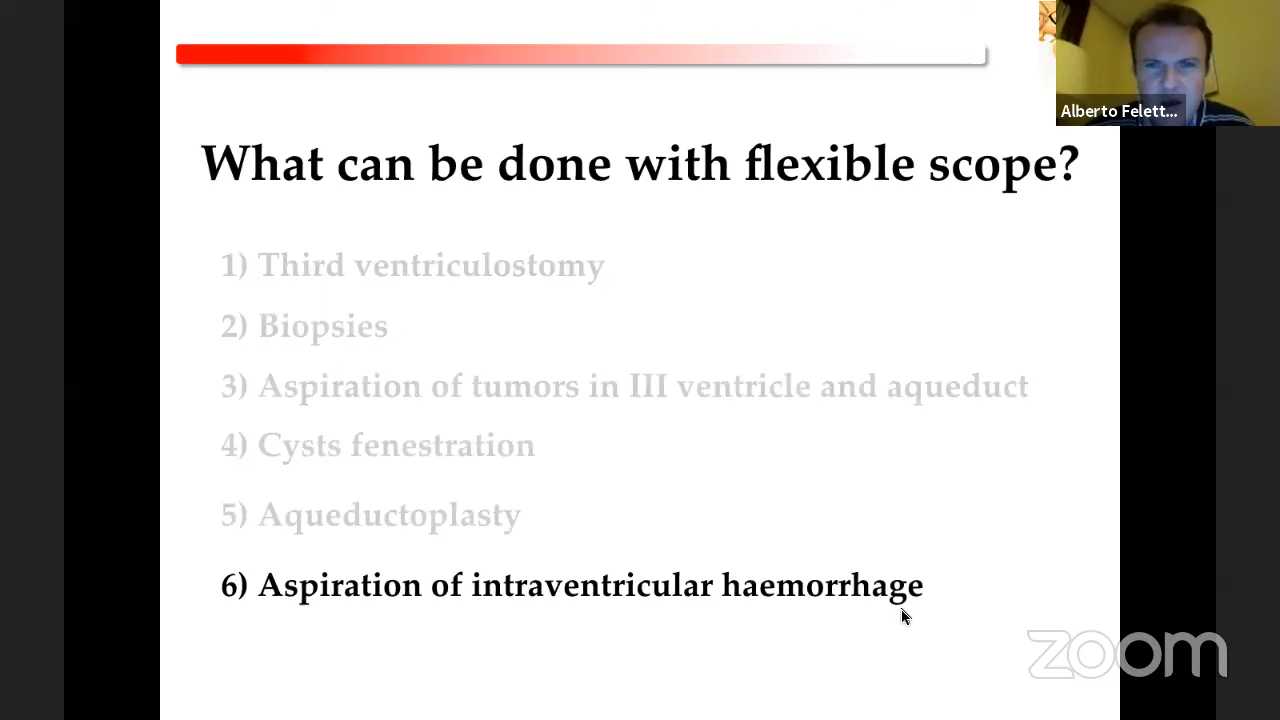 Alberto Felett...
What can be done with flexible scope?
1) Third ventriculostomy
2) Biopsies
3) Aspiration of tumors in III ventricle and aqueduct
4) Cysts fenestration
5) Aqueductoplasty
6) Aspiration of intraventricular haemorrhage
zoom